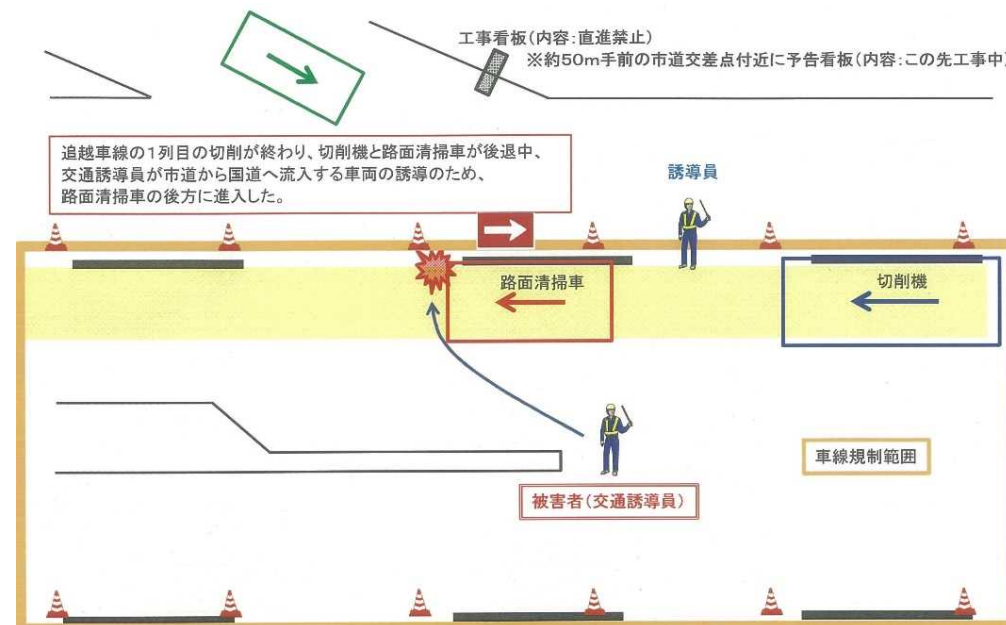 工事看板(内容:直進禁止)
※約50m手前の市道交差点付近に予告看板(内容:この先工事中)
追越車線の1列目の切削が終わり、切削機と路面清掃車が後退中、
交通誘導員が市道から国道へ流入する車両の誘導のため、
路面清掃車の後方に進入した。
誘導員
路面清掃車
切削機
車線規制範囲
被害者(交通誘導員)